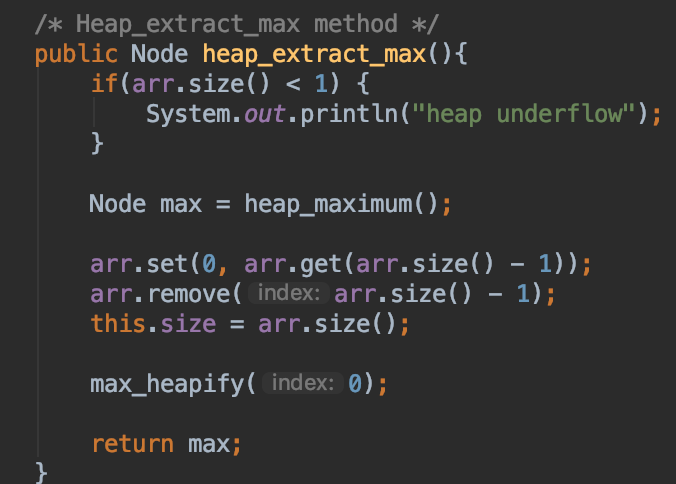 /* Heap_extract_max method */
public Node heap_extract_max(){
if(arr.size() < 1) {
System.out.println("heap underflow");
}
Node max = heap_maximum();
arr.set(0, arr.get(arr.size() - 1));
arr.remove( index: arr.size() - 1);
this.size = arr.size();
max_heapify( index: 0);
return max;
}